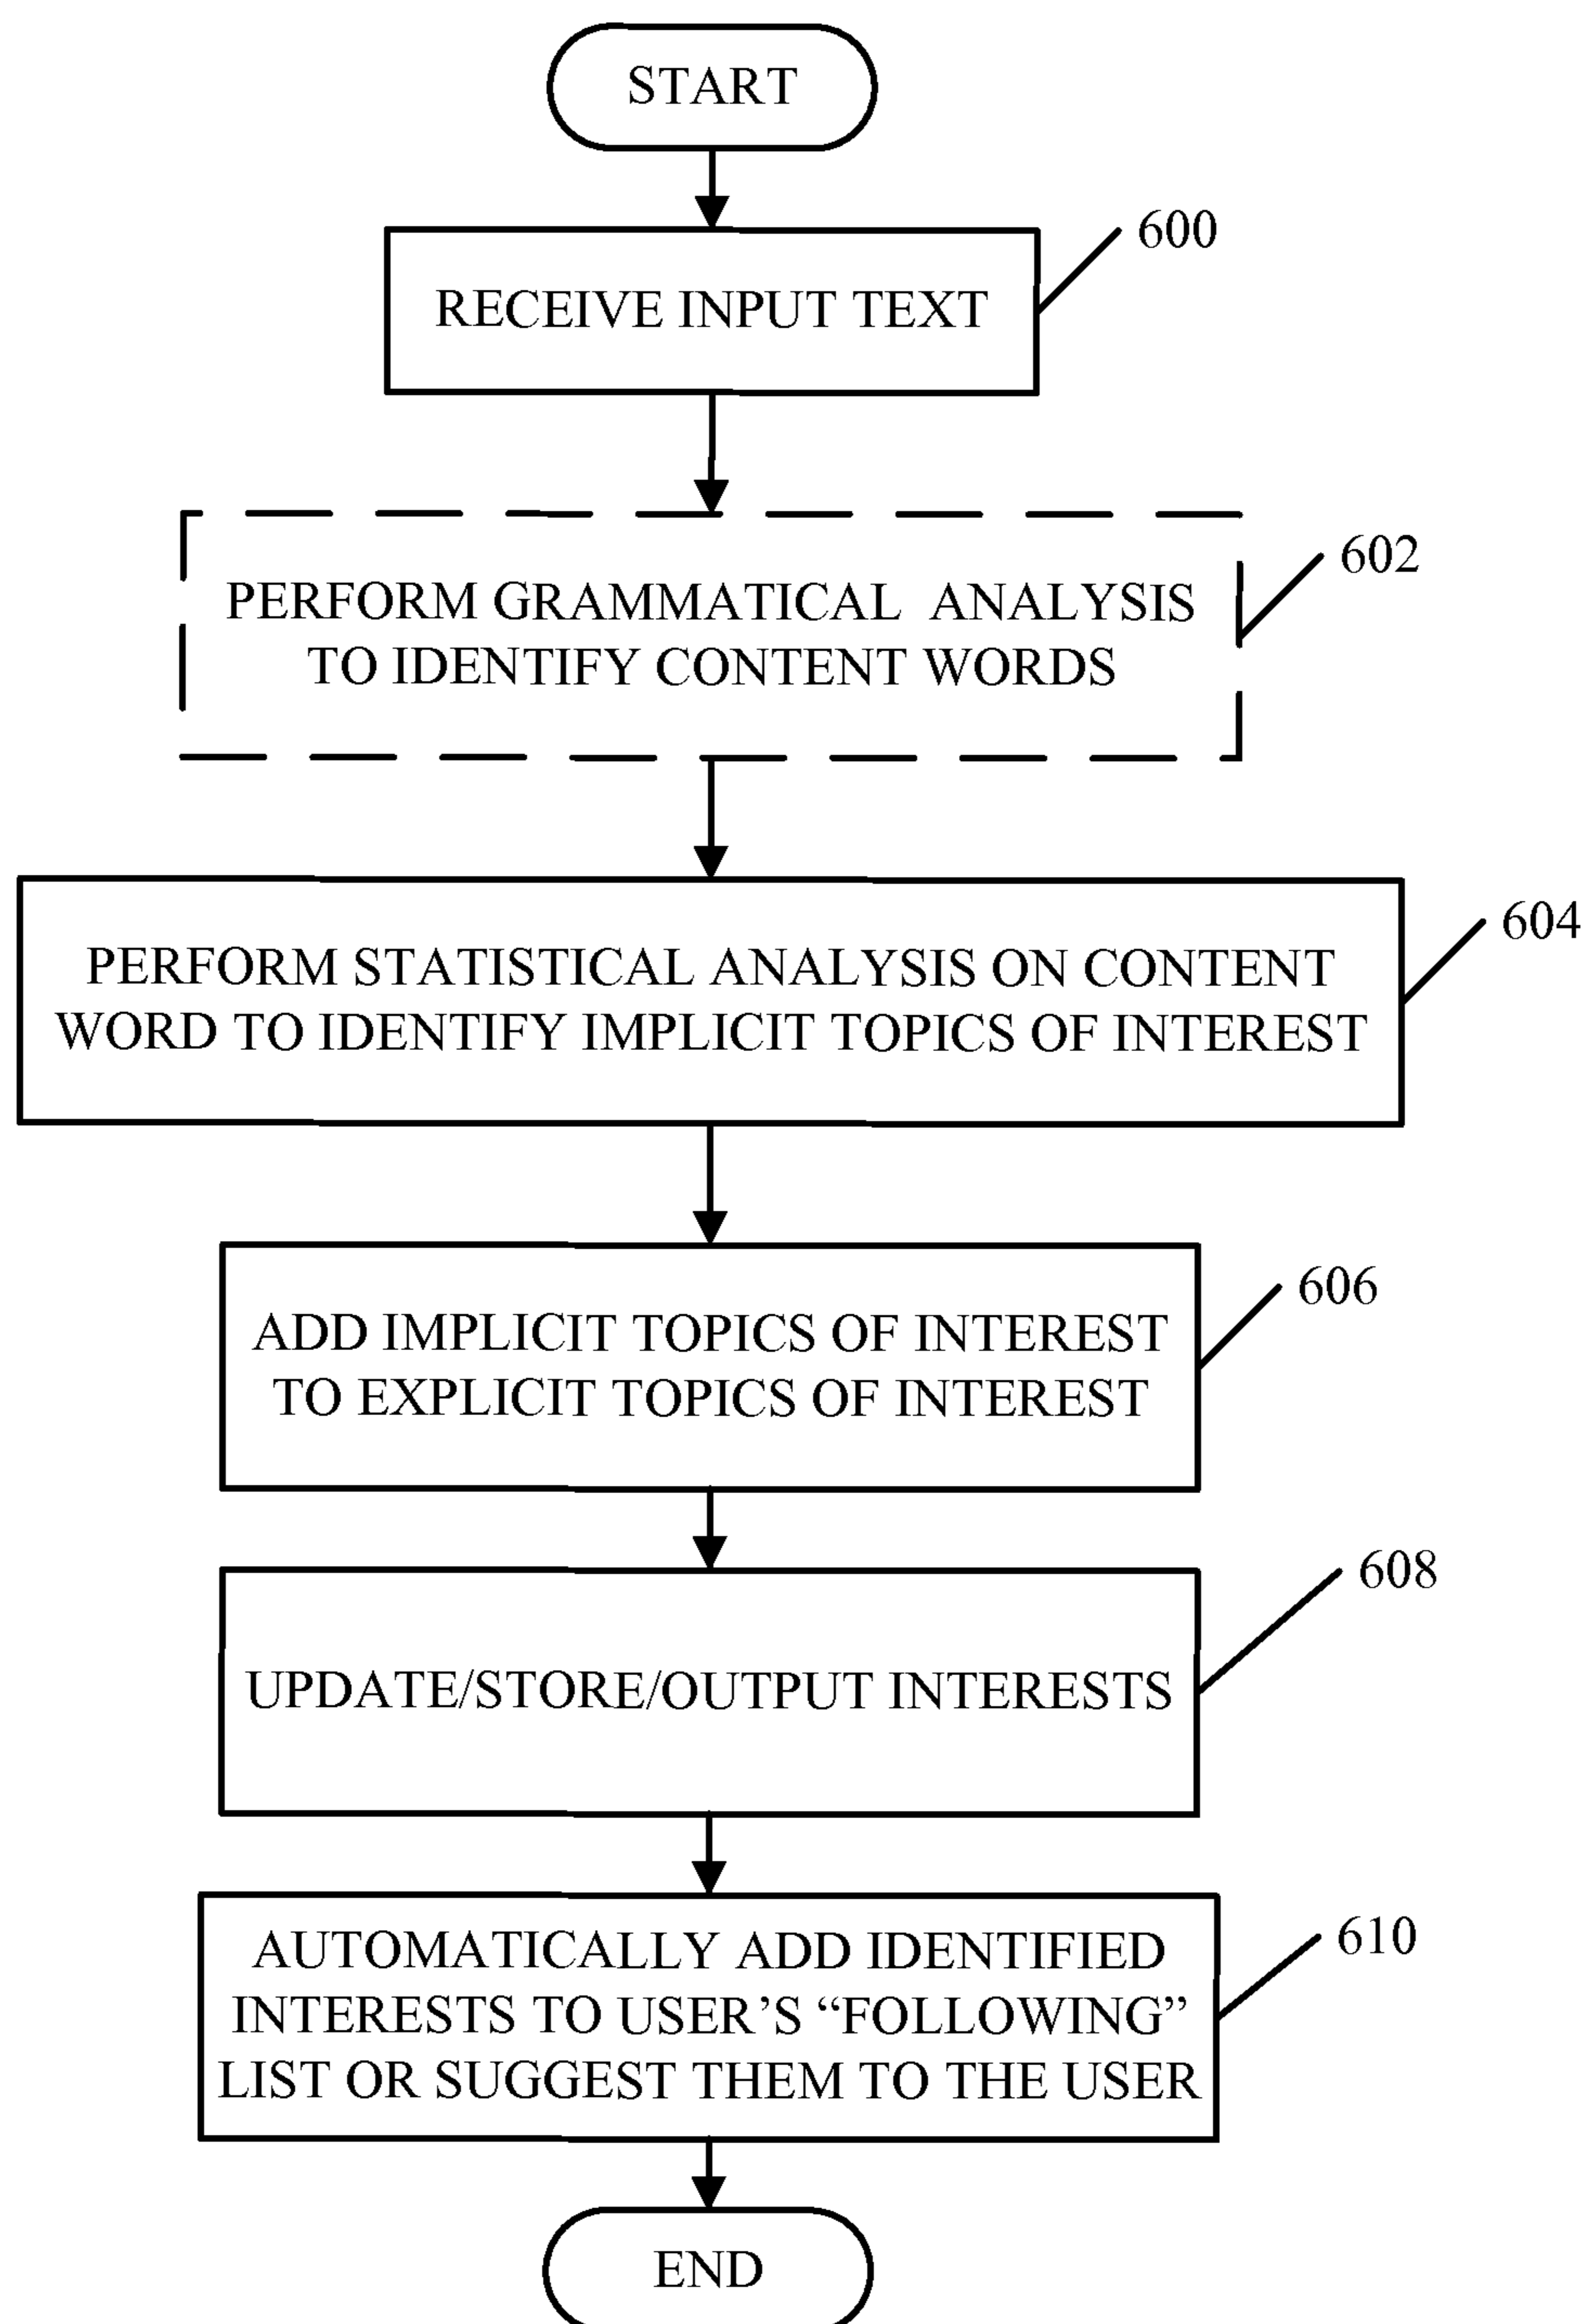 START
600
RECEIVE INPUT TEXT
602
PERFORM GRAMMATICAL ANALYSIS
TO IDENTIFY CONTENT WORDS
604
PERFORM STATISTICAL ANALYSIS ON CONTENT
WORD TO IDENTIFY IMPLICIT TOPICS OF INTEREST
606
ADD IMPLICIT TOPICS OF INTEREST
TO EXPLICIT TOPICS OF INTEREST
608
UPDATE/STORE/OUTPUT INTERESTS
610
AUTOMATICALLY ADD IDENTIFIED
INTERESTS TO USER’S “FOLLOWING”
LIST OR SUGGEST THEM TO THE USER
END